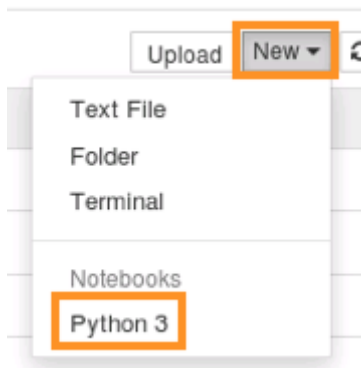 Upload New
Text File
Folder
Terminal
Notebooks
Python 3